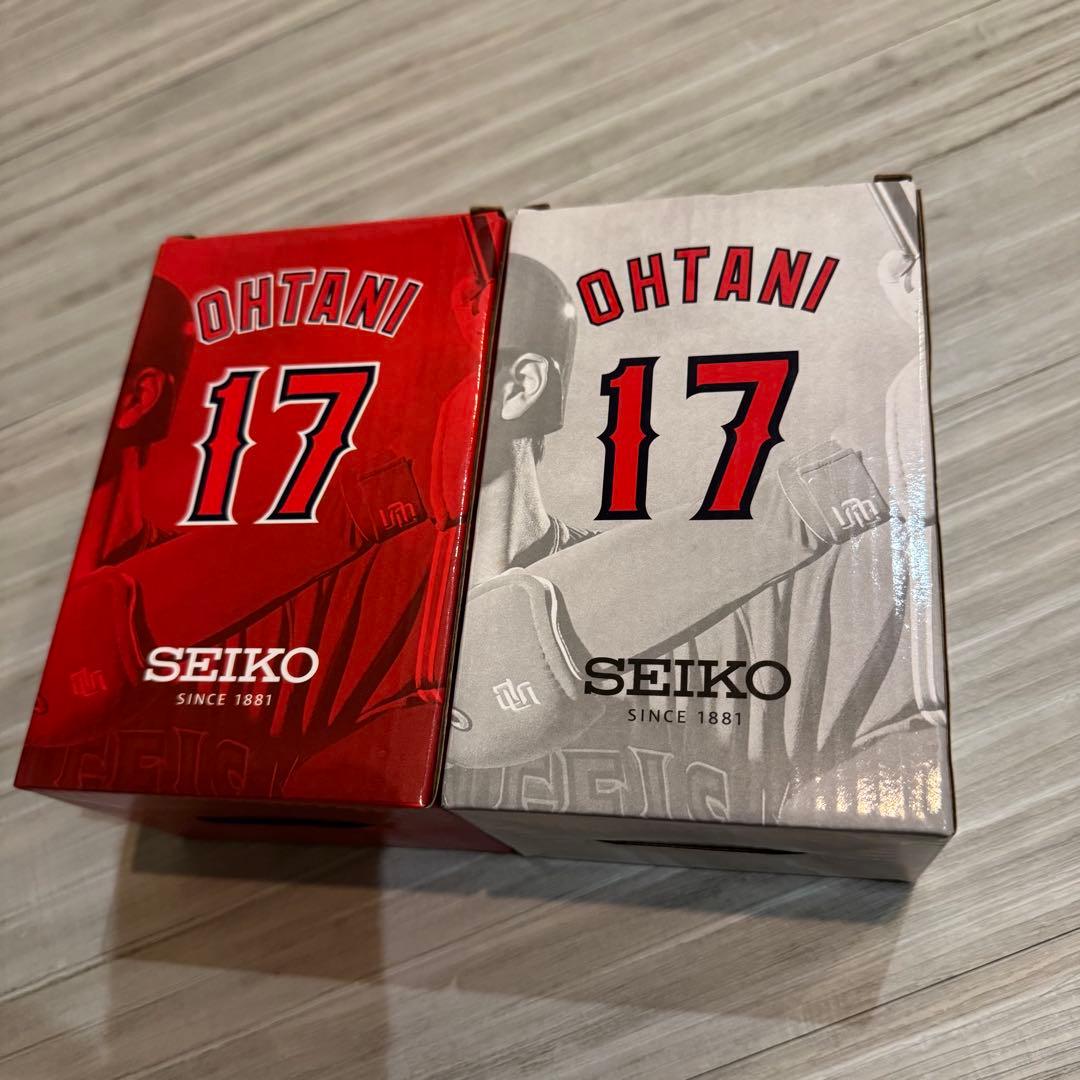 OHTANI
17
SEIKO
SINCE 1881
OHTANI
17
SEIKO
SINCE 1881